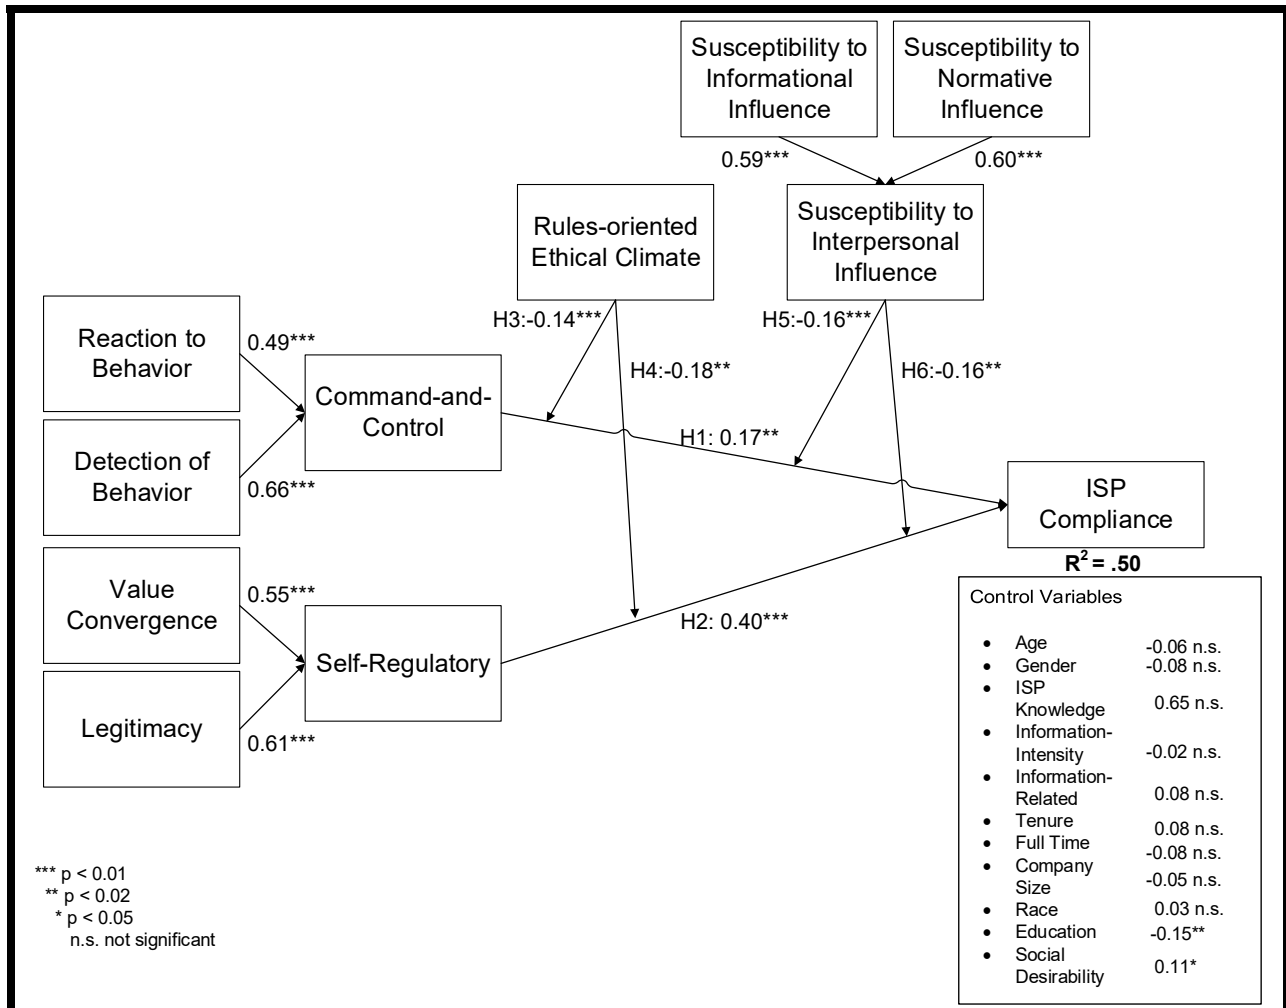 Susceptibility to
Informational
Influence
Susceptibility to
Normative
Influence
0.59***
0.60***
Rules-oriented
Ethical Climate
Susceptibility to
Interpersonal
Influence
Reaction to
Behavior
0.49***
H3:-0.14***
H5:-0.16***
H4:-0.18**
H6:-0.16**
Command-and-
Control
Detection of
Behavior
0.66***
H1: 0.17**
ISP
Compliance
R² = .50
Value
Convergence
0.55***
Self-Regulatory
H2: 0.40***
Legitimacy
0.61***
Control Variables
• Age -0.06 n.s.
• Gender -0.08 n.s.
• ISP
Knowledge 0.65 n.s.
• Information-
Intensity -0.02 n.s.
• Information-
Related 0.08 n.s.
• Tenure 0.08 n.s.
• Full Time -0.08 n.s.
• Company
Size -0.05 n.s.
• Race 0.03 n.s.
• Education -0.15**
• Social
Desirability 0.11*
*** p < 0.01
** p < 0.02
* p < 0.05
n.s. not significant